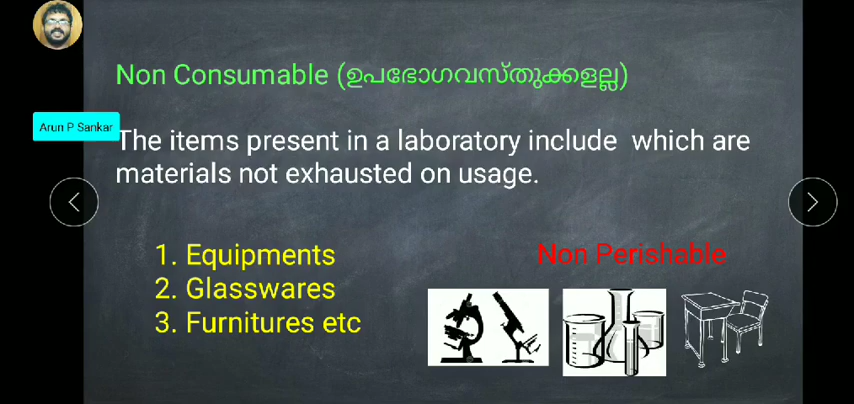 Non Consumable (ഉപഭോഗവസ്തുക്കളല്ല)
Arun P Sankar
The items present in a laboratory include which are
materials not exhausted on usage.
1. Equipments
Non Perishable
2. Glasswares
3. Furnitures etc